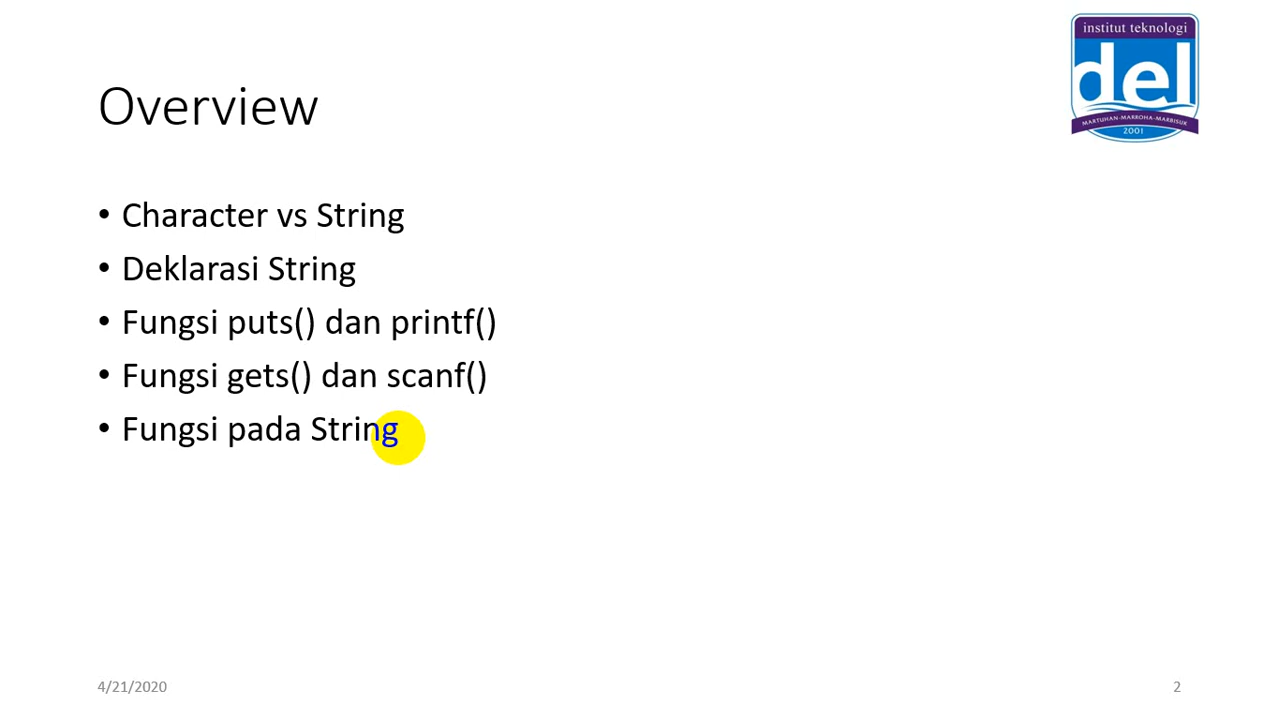 institut teknologi
del
MARTUHAN-MARROHA-MARBISUK
2001
Overview
• Character vs String
• Deklarasi String
• Fungsi puts() dan printf()
• Fungsi gets() dan scanf()
• Fungsi pada String
4/21/2020
2